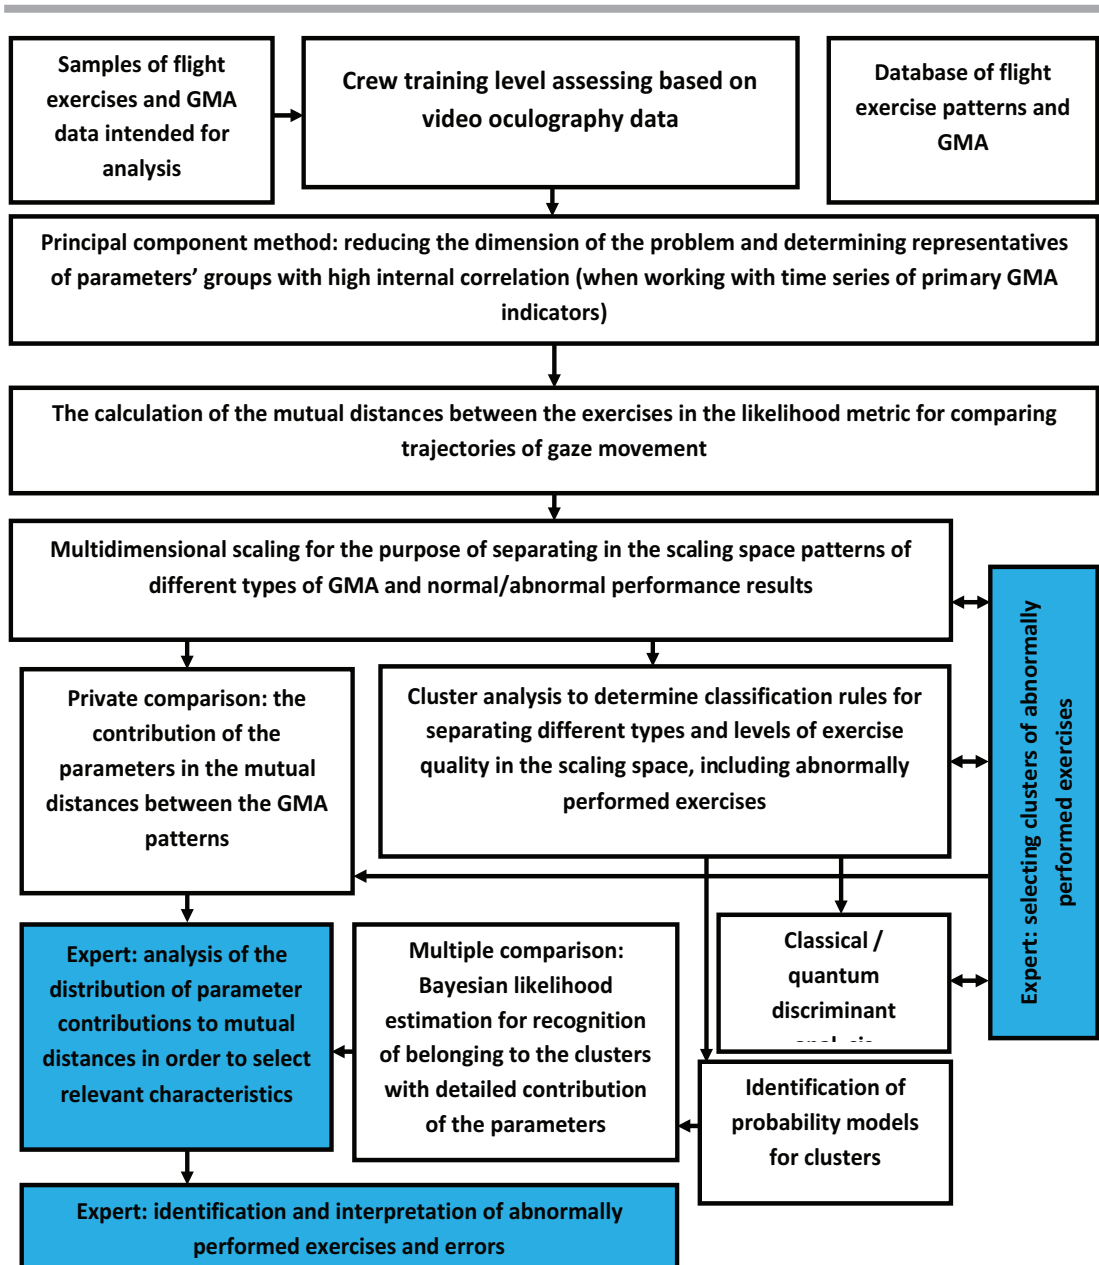 Samples of flight
exercises and GMA
data intended for
analysis
Crew training level assessing based on
video oculography data
Database of flight
exercise patterns and
GMA
Principal component method: reducing the dimension of the problem and determining representatives
of parameters’ groups with high internal correlation (when working with time series of primary GMA
indicators)
The calculation of the mutual distances between the exercises in the likelihood metric for comparing
trajectories of gaze movement
Multidimensional scaling for the purpose of separating in the scaling space patterns of
different types of GMA and normal/abnormal performance results
Expert: selecting clusters of abnormally
performed exercises
Private comparison: the
contribution of the
parameters in the mutual
distances between the GMA
patterns
Cluster analysis to determine classification rules for
separating different types and levels of exercise
quality in the scaling space, including abnormally
performed exercises
Expert: analysis of the
distribution of parameter
contributions to mutual
distances in order to select
relevant characteristics
Multiple comparison:
Bayesian likelihood
estimation for recognition
of belonging to the clusters
with detailed contribution
of the parameters
Classical /
quantum
discriminant
analysis
Identification of
probability models
for clusters
Expert: identification and interpretation of abnormally
performed exercises and errors